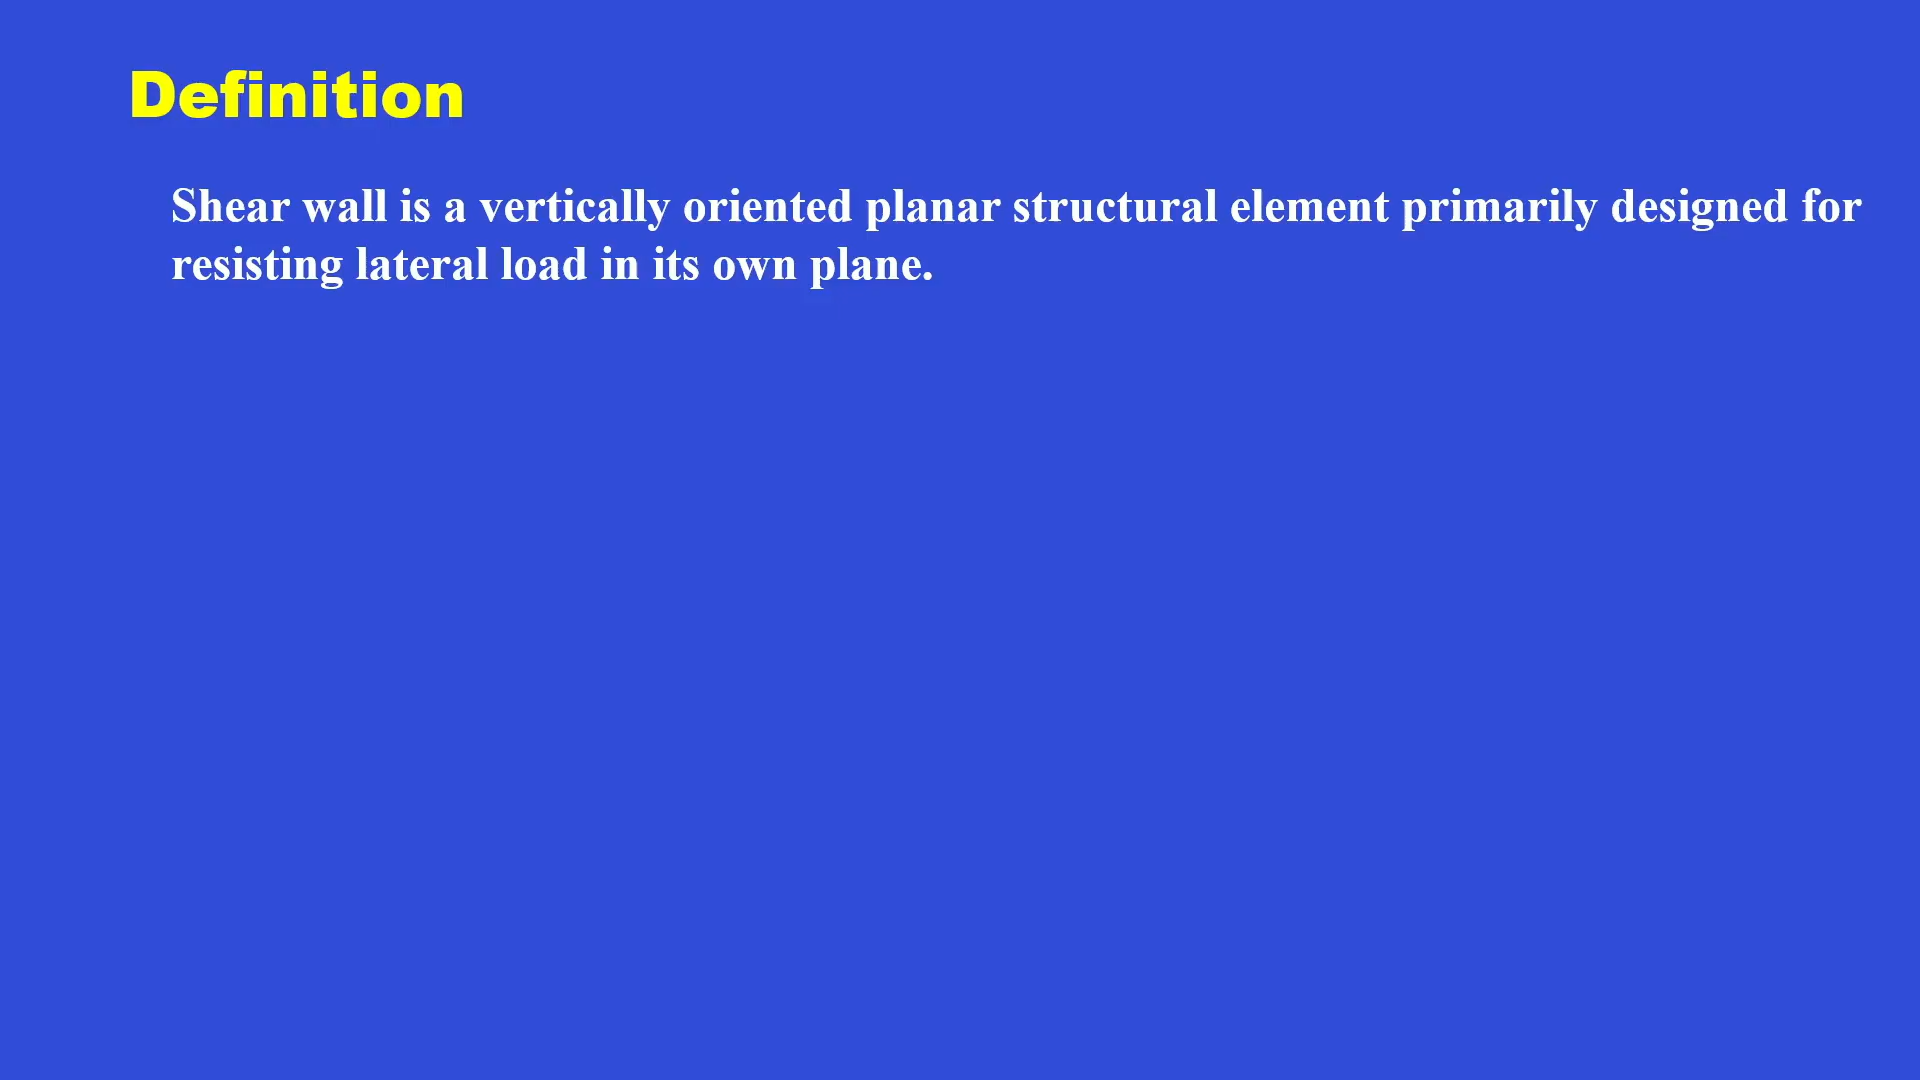 Definition
Shear wall is a vertically oriented planar structural element primarily designed for
resisting lateral load in its own plane.